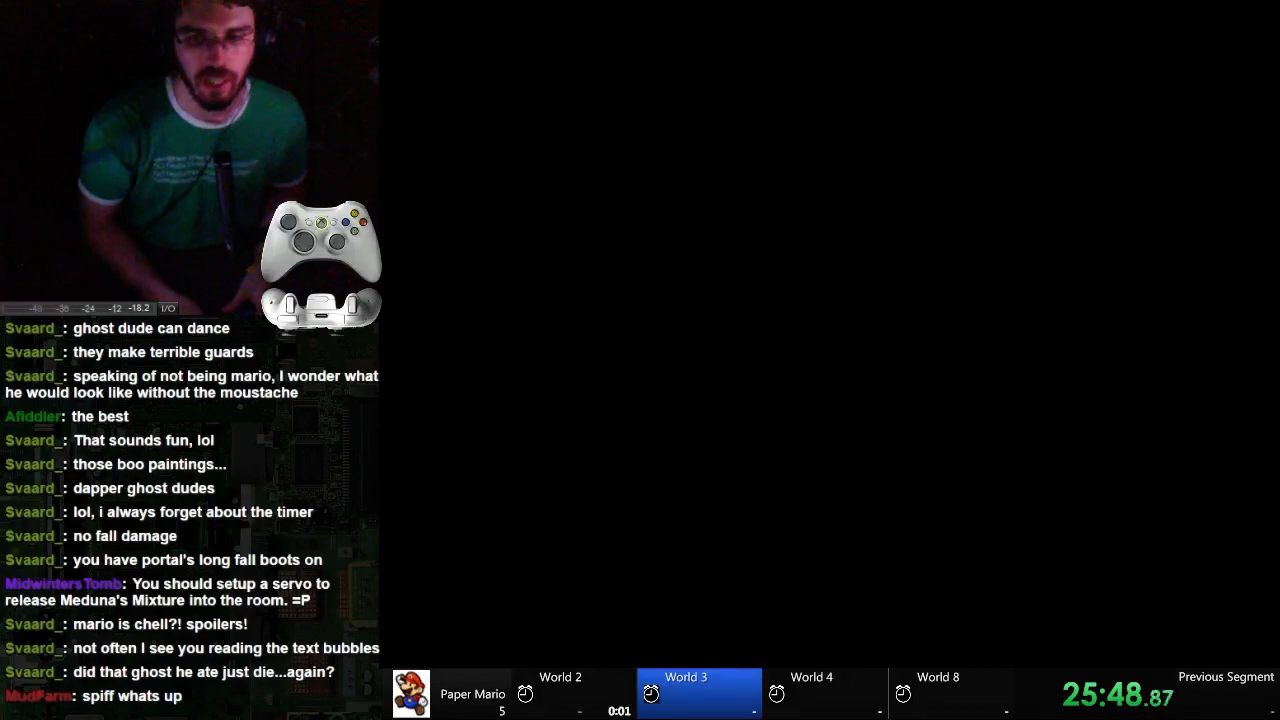 -48 -36 -24 -12 -18.2 I/O
Svaard_: ghost dude can dance
Svaard_: they make terrible guards
Svaard_: speaking of not being mario, I wonder what
he would look like without the moustache
Afiddler: the best
Svaard_: That sounds fun, lol
Svaard_: those boo paintings...
Svaard_: dapper ghost dudes
Svaard_: lol, i always forget about the timer
Svaard_: no fall damage
Svaard_: you have portal's long fall boots on
MidwintersTomb: You should setup a servo to
release Meduna's Mixture into the room. =P
Svaard_: mario is chell?! spoilers!
Svaard_: not often I see you reading the text bubbles
Svaard_: did that ghost he ate just die...again?
MudFarm: spiff whats up
Paper Mario
5
World 2
-
0:01
World 3
-
World 4
-
World 8
-
25:48.87
Previous Segment
-